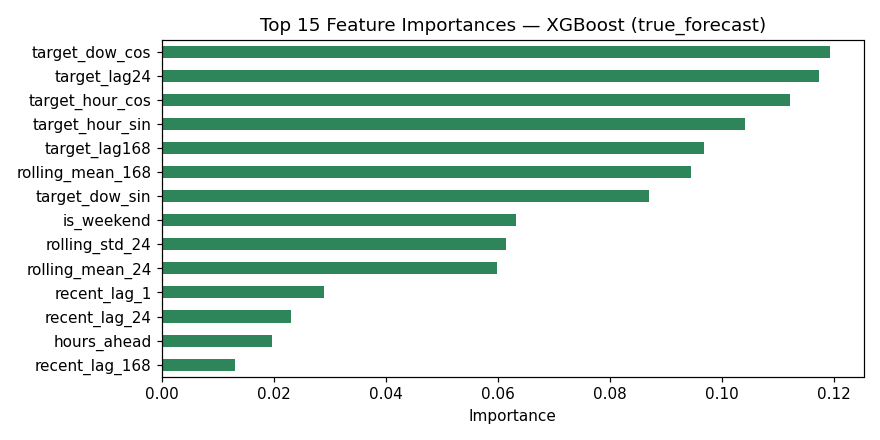 Top 15 Feature Importances — XGBoost (true_forecast)
target_dow_cos
target_lag24
target_hour_cos
target_hour_sin
target_lag168
rolling_mean_168
target_dow_sin
is_weekend
rolling_std_24
rolling_mean_24
recent_lag_1
recent_lag_24
hours_ahead
recent_lag_168
0.00 0.02 0.04 0.06 0.08 0.10 0.12
Importance